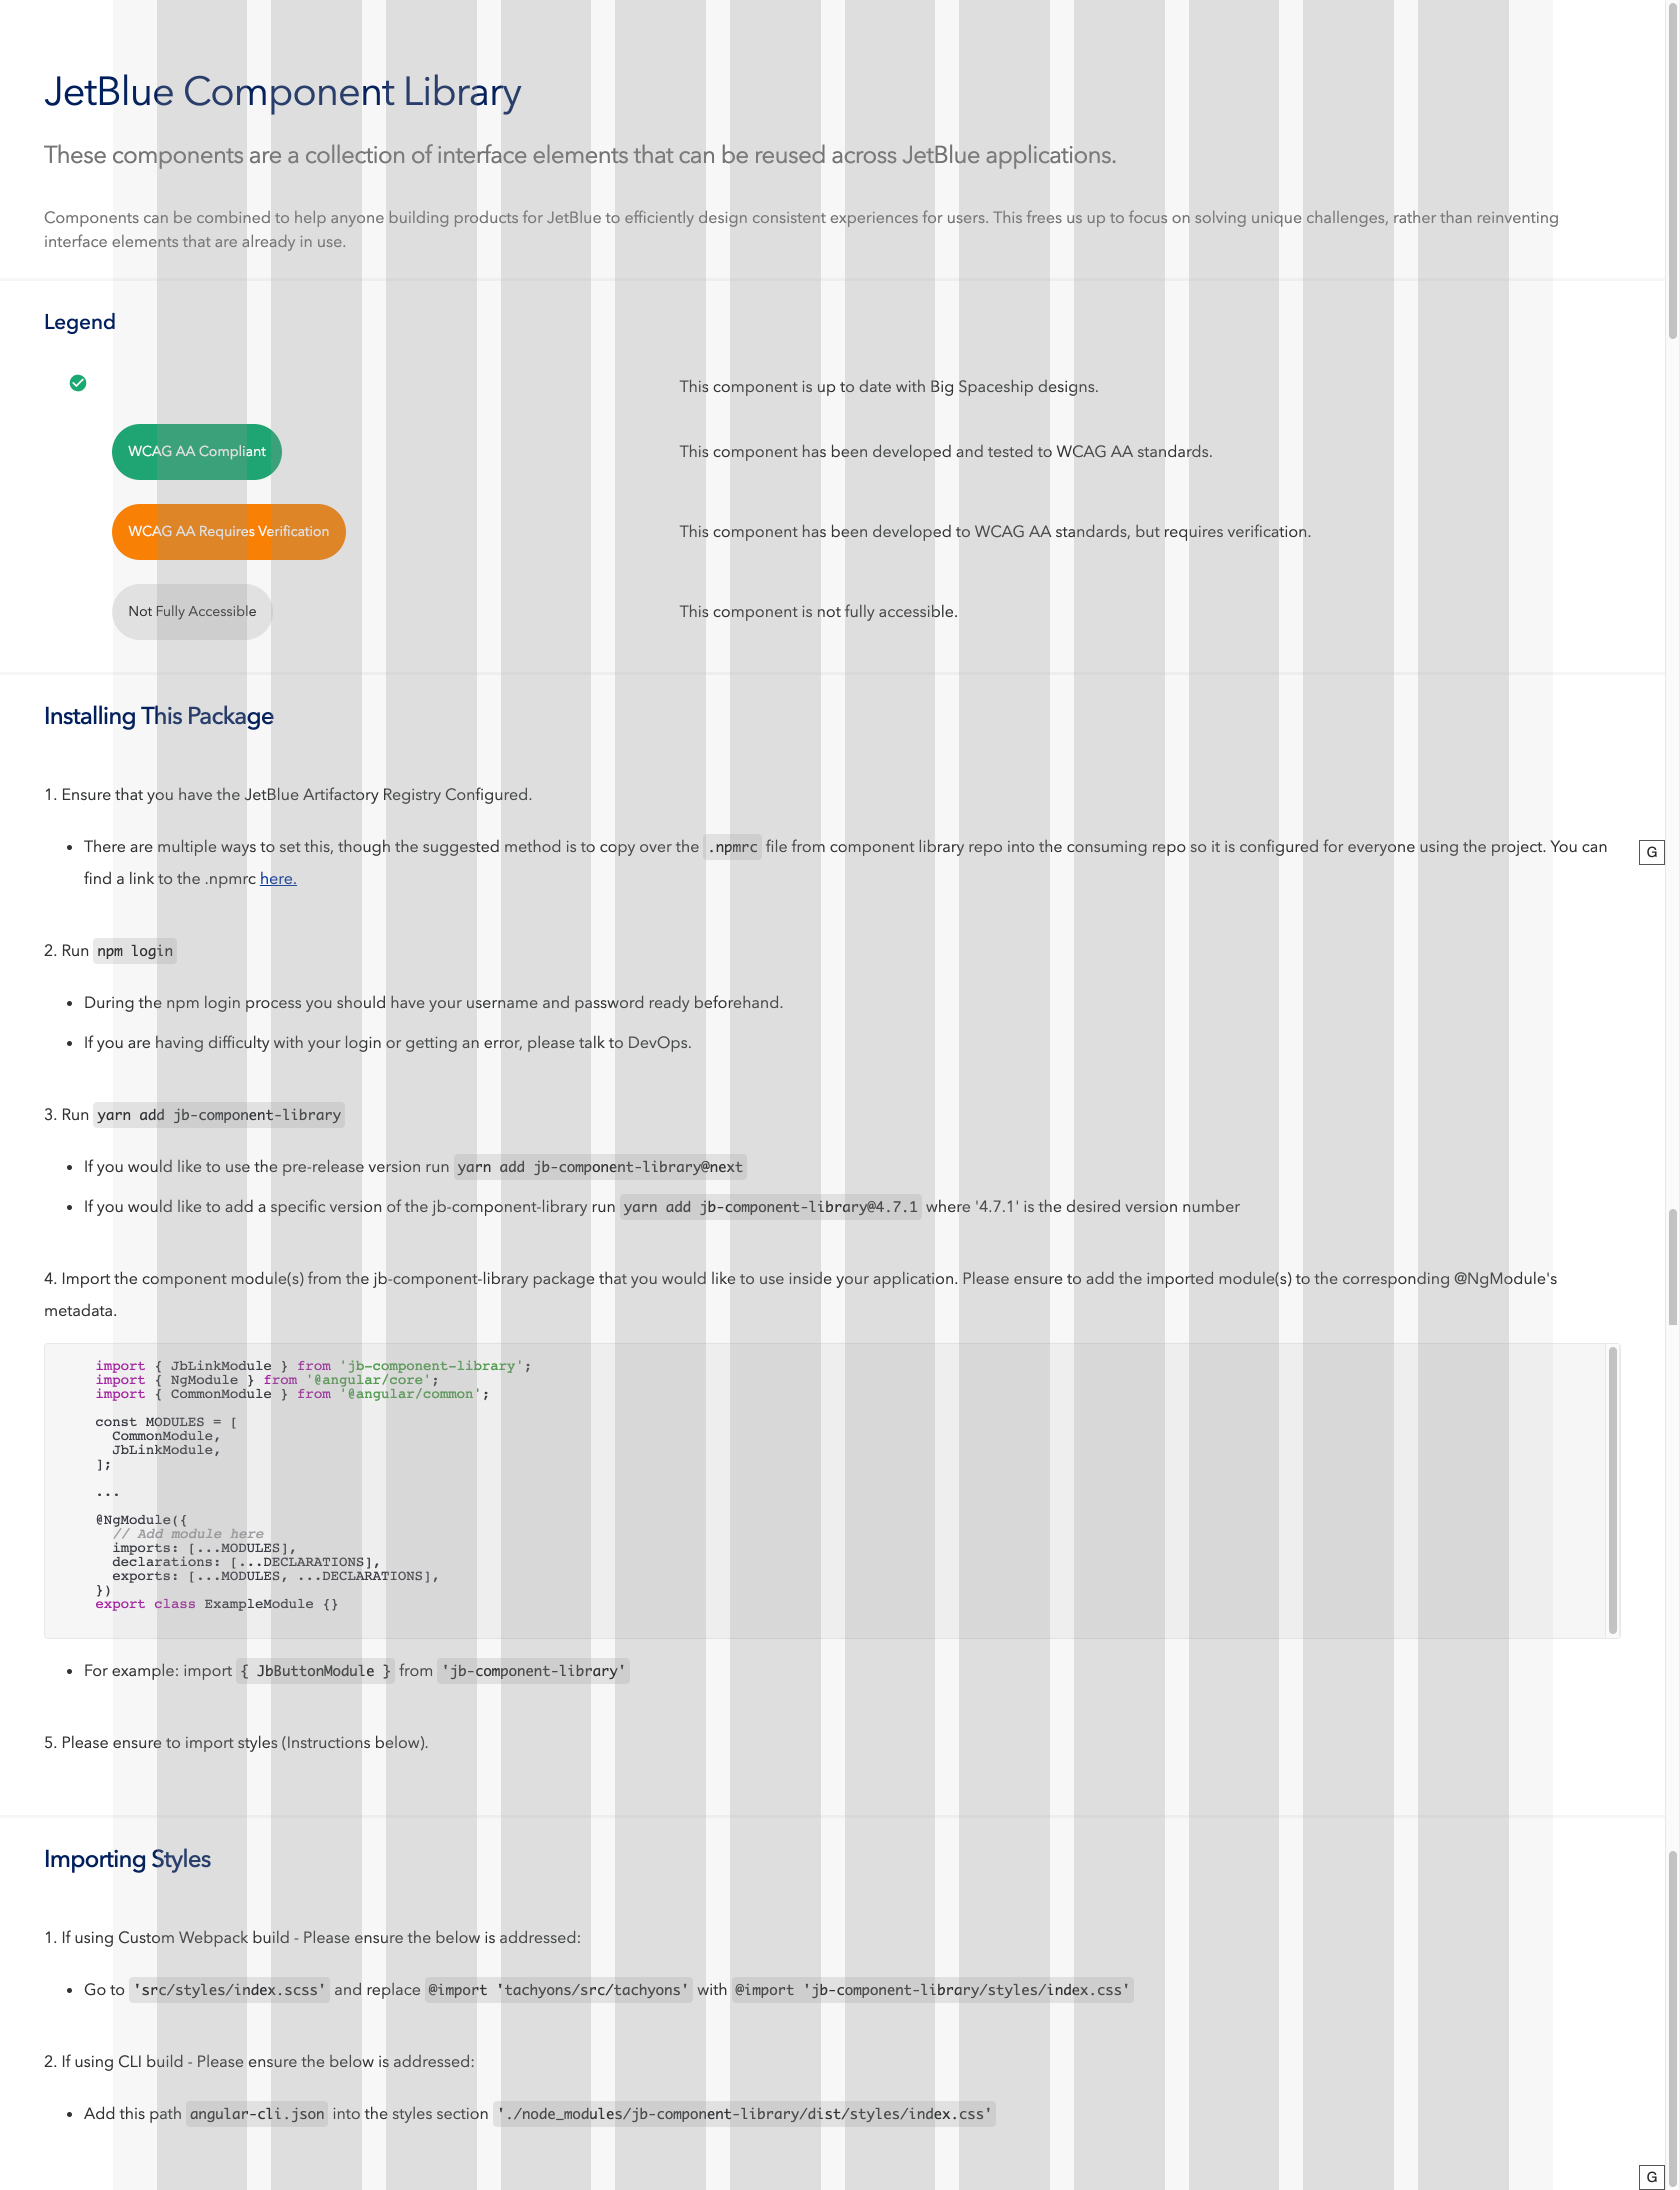 JetBlue Component Library
These components are a collection of interface elements that can be reused across JetBlue applications.
Components can be combined to help anyone building products for JetBlue to efficiently design consistent experiences for users. This frees us up to focus on solving unique challenges, rather than reinventing
interface elements that are already in use.
Legend
This component is up to date with Big Spaceship designs.
WCAG AA Compliant
This component has been developed and tested to WCAG AA standards.
WCAG AA Requires Verification
This component has been developed to WCAG AA standards, but requires verification.
Not Fully Accessible
This component is not fully accessible.
Installing This Package
1. Ensure that you have the JetBlue Artifactory Registry Configured.
• There are multiple ways to set this, though the suggested method is to copy over the .npmrc file from component library repo into the consuming repo so it is configured for everyone using the project. You can
find a link to the .npmrc here.
G
2. Run npm login
• During the npm login process you should have your username and password ready beforehand.
• If you are having difficulty with your login or getting an error, please talk to DevOps.
3. Run yarn add jb-component-library
• If you would like to use the pre-release version run yarn add jb-component-library@next
• If you would like to add a specific version of the jb-component-library run yarn add jb-component-library@4.7.1 where '4.7.1' is the desired version number
4. Import the component module(s) from the jb-component-library package that you would like to use inside your application. Please ensure to add the imported module(s) to the corresponding @NgModule's
metadata.
import { JbLinkModule } from 'jb-component-library';
import { NgModule } from '@angular/core';
import { CommonModule } from '@angular/common';
const MODULES = [
CommonModule,
JbLinkModule,
];
...
@NgModule({
// Add module here
imports: [...MODULES],
declarations: [...DECLARATIONS],
exports: [...MODULES, ...DECLARATIONS],
})
export class ExampleModule {}
• For example: import { JbButtonModule } from 'jb-component-library'
5. Please ensure to import styles (Instructions below).
Importing Styles
1. If using Custom Webpack build - Please ensure the below is addressed:
• Go to 'src/styles/index.scss' and replace @import 'tachyons/src/tachyons' with @import 'jb-component-library/styles/index.css'
2. If using CLI build - Please ensure the below is addressed:
• Add this path angular-cli.json into the styles section './node_modules/jb-component-library/dist/styles/index.css'
G